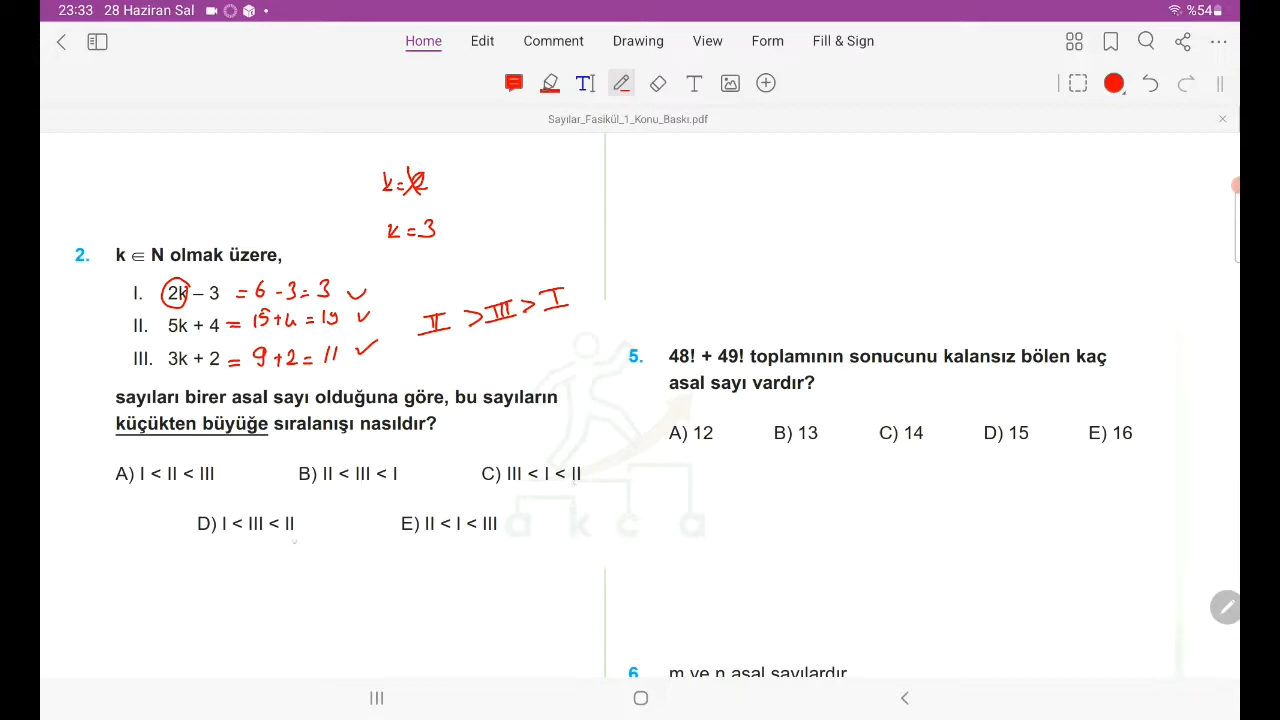 23:33 28 Haziran Sal
%54
Home Edit Comment Drawing View Form Fill & Sign
Sayılar_Fasikül_1_Konu_Baskı.pdf
k=
k=3
2. k ∈ N olmak üzere,
I. 2k – 3 = 6 - 3 = 3
II. 5k + 4 = 15+4 = 19
III. 3k + 2 = 9 + 2 = 11
II > III > I
sayıları birer asal sayı olduğuna göre, bu sayıların
küçükten büyüğe sıralanışı nasıldır?
A) I < II < III B) II < III < I C) III < I < II
D) I < III < II E) II < I < III
akca
5. 48! + 49! toplamının sonucunu kalansız bölen kaç
asal sayı vardır?
A) 12 B) 13 C) 14 D) 15 E) 16
6. m ve n asal sayılardır